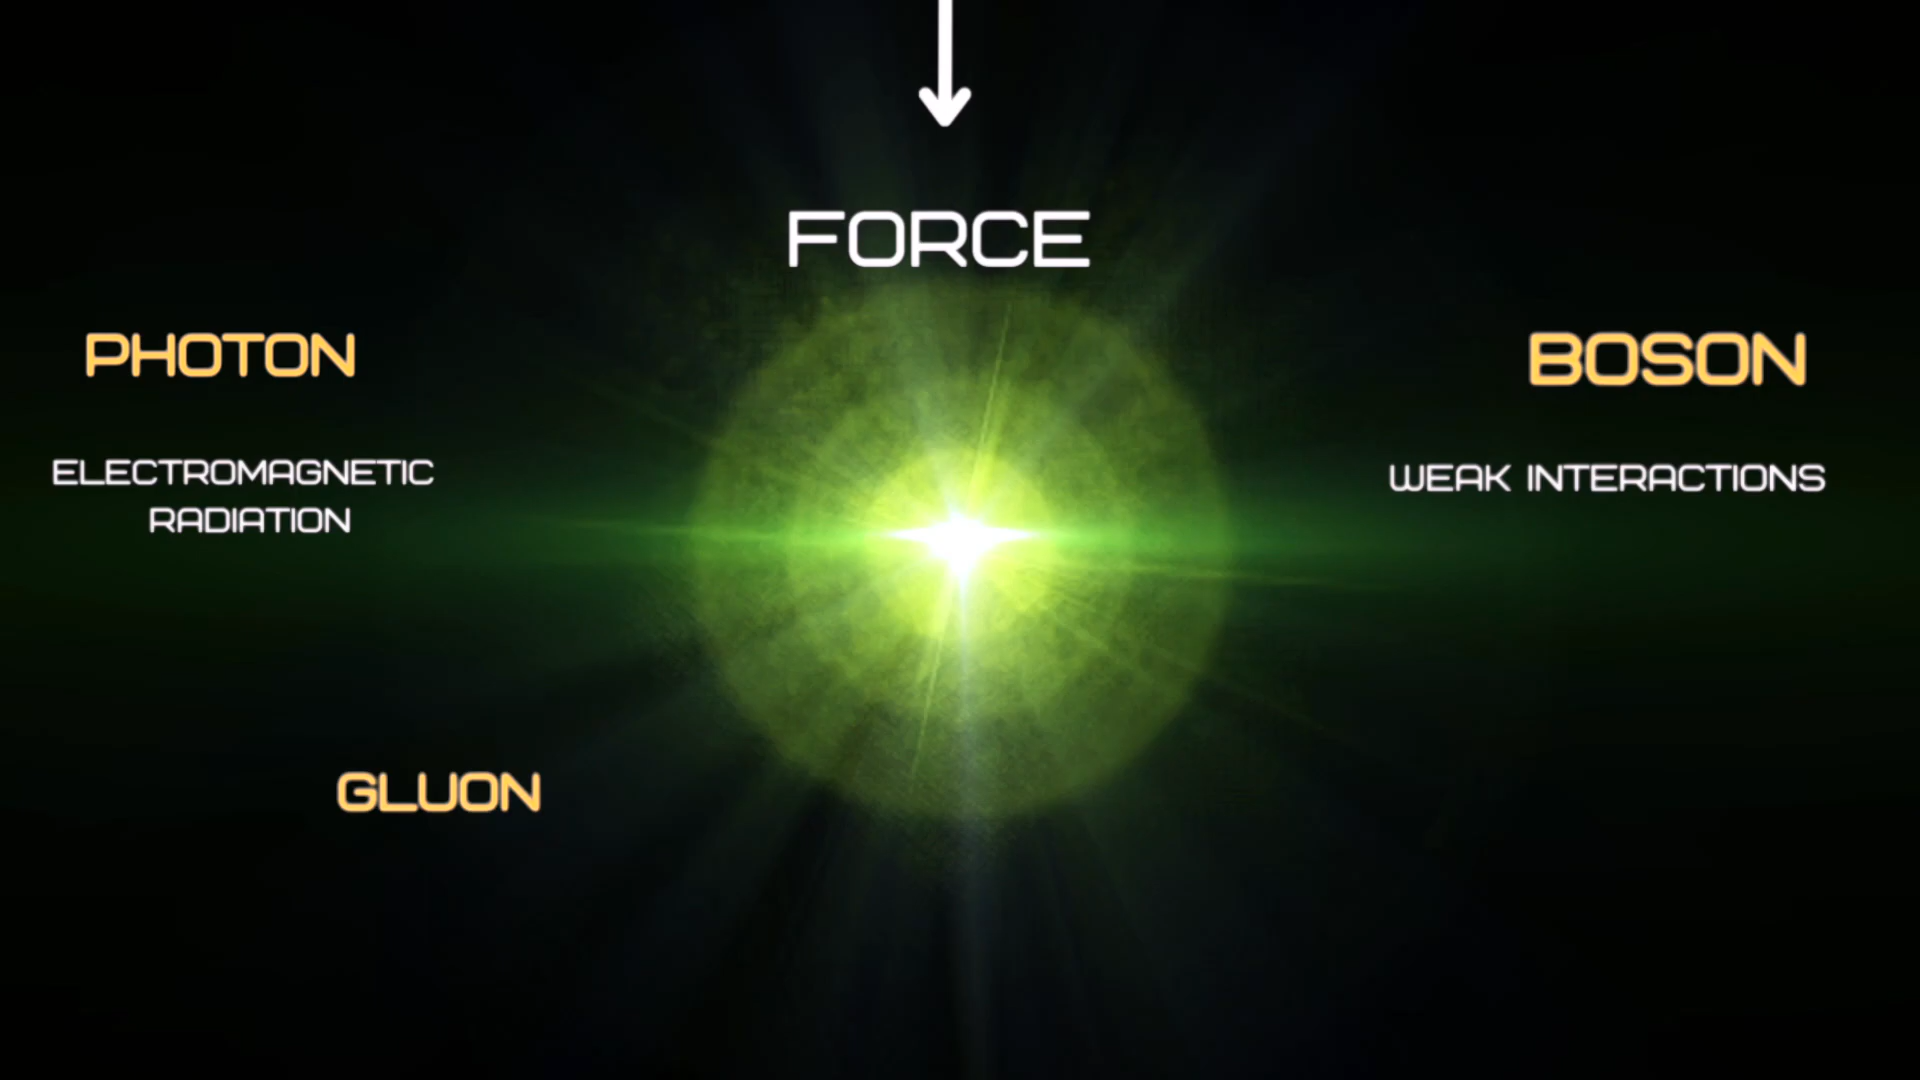 FORCE
PHOTON
BOSON
ELECTROMAGNETIC
RADIATION
WEAK INTERACTIONS
GLUON